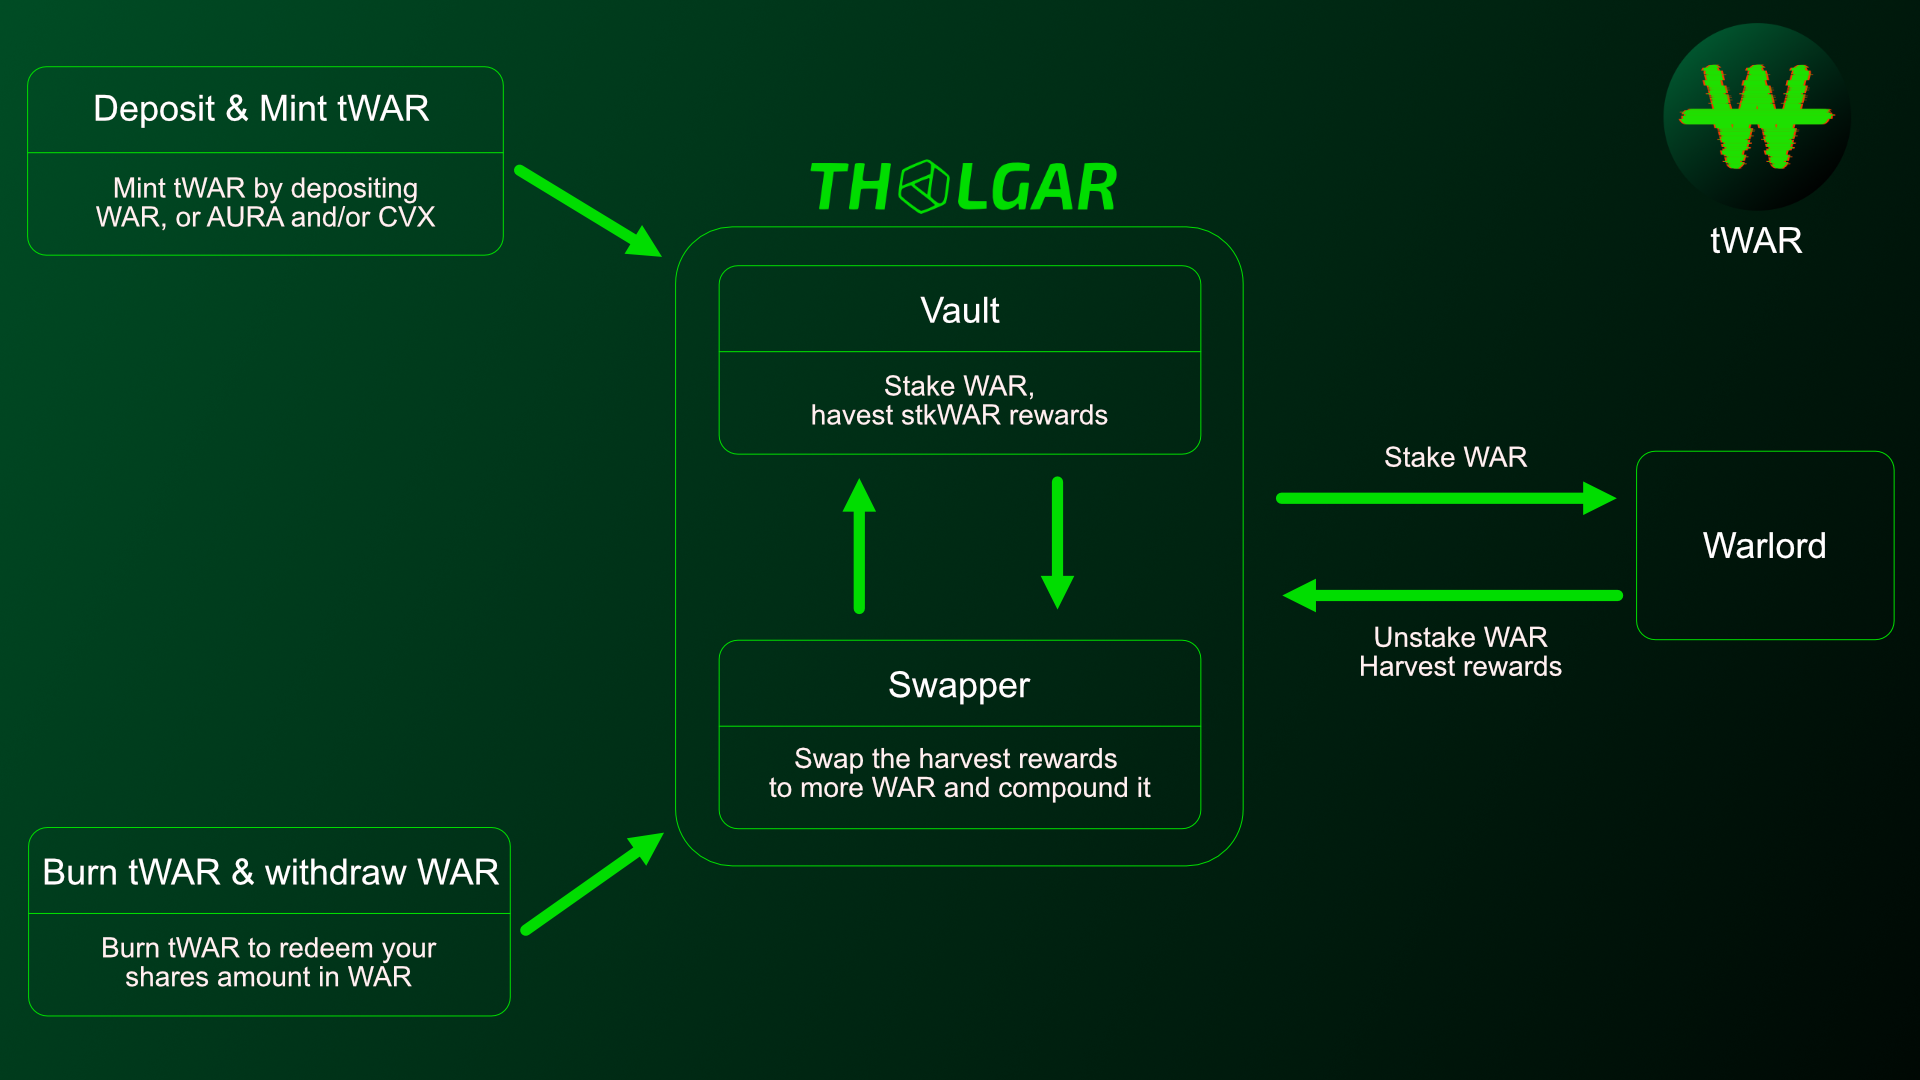 Deposit & Mint tWAR
Mint tWAR by depositing
WAR, or AURA and/or CVX
THOLGAR
tWAR
Vault
Stake WAR,
havest stkWAR rewards
Stake WAR
Warlord
Unstake WAR
Harvest rewards
Swapper
Swap the harvest rewards
to more WAR and compound it
Burn tWAR & withdraw WAR
Burn tWAR to redeem your
shares amount in WAR